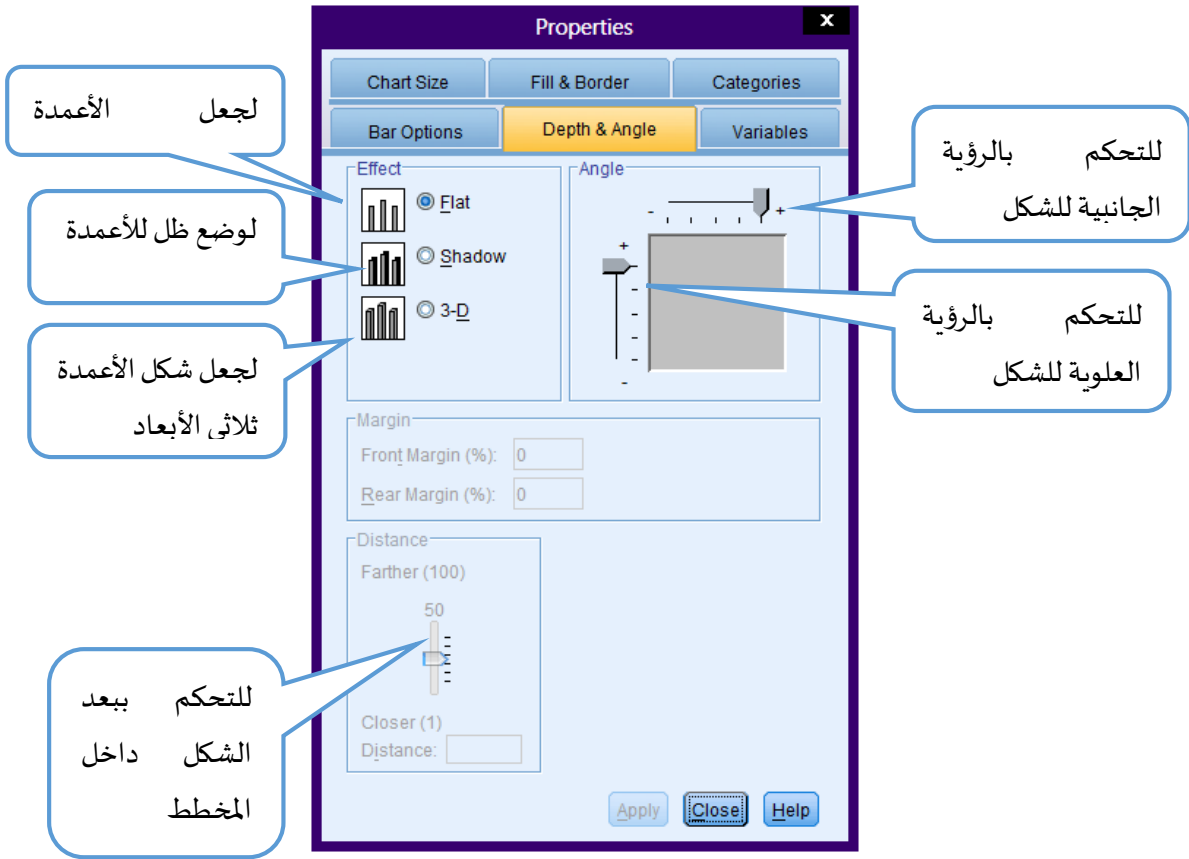 Properties
x
Chart Size
Fill & Border
Categories
Bar Options
Depth & Angle
Variables
لجعل الأعمدة
لوضع ظل للأعمدة
لجعل شكل الأعمدة
ثلاثي الأبعاد
Effect
Flat
Shadow
3-D
Angle
- +
+
-
للتحكم بالرؤية
الجانبية للشكل
للتحكم بالرؤية
العلوية للشكل
Margin
Front Margin (%): 0
Rear Margin (%): 0
Distance
Farther (100)
50
Closer (1)
Distance:
للتحكم ببعد
الشكل داخل
المخطط
Apply
Close
Help